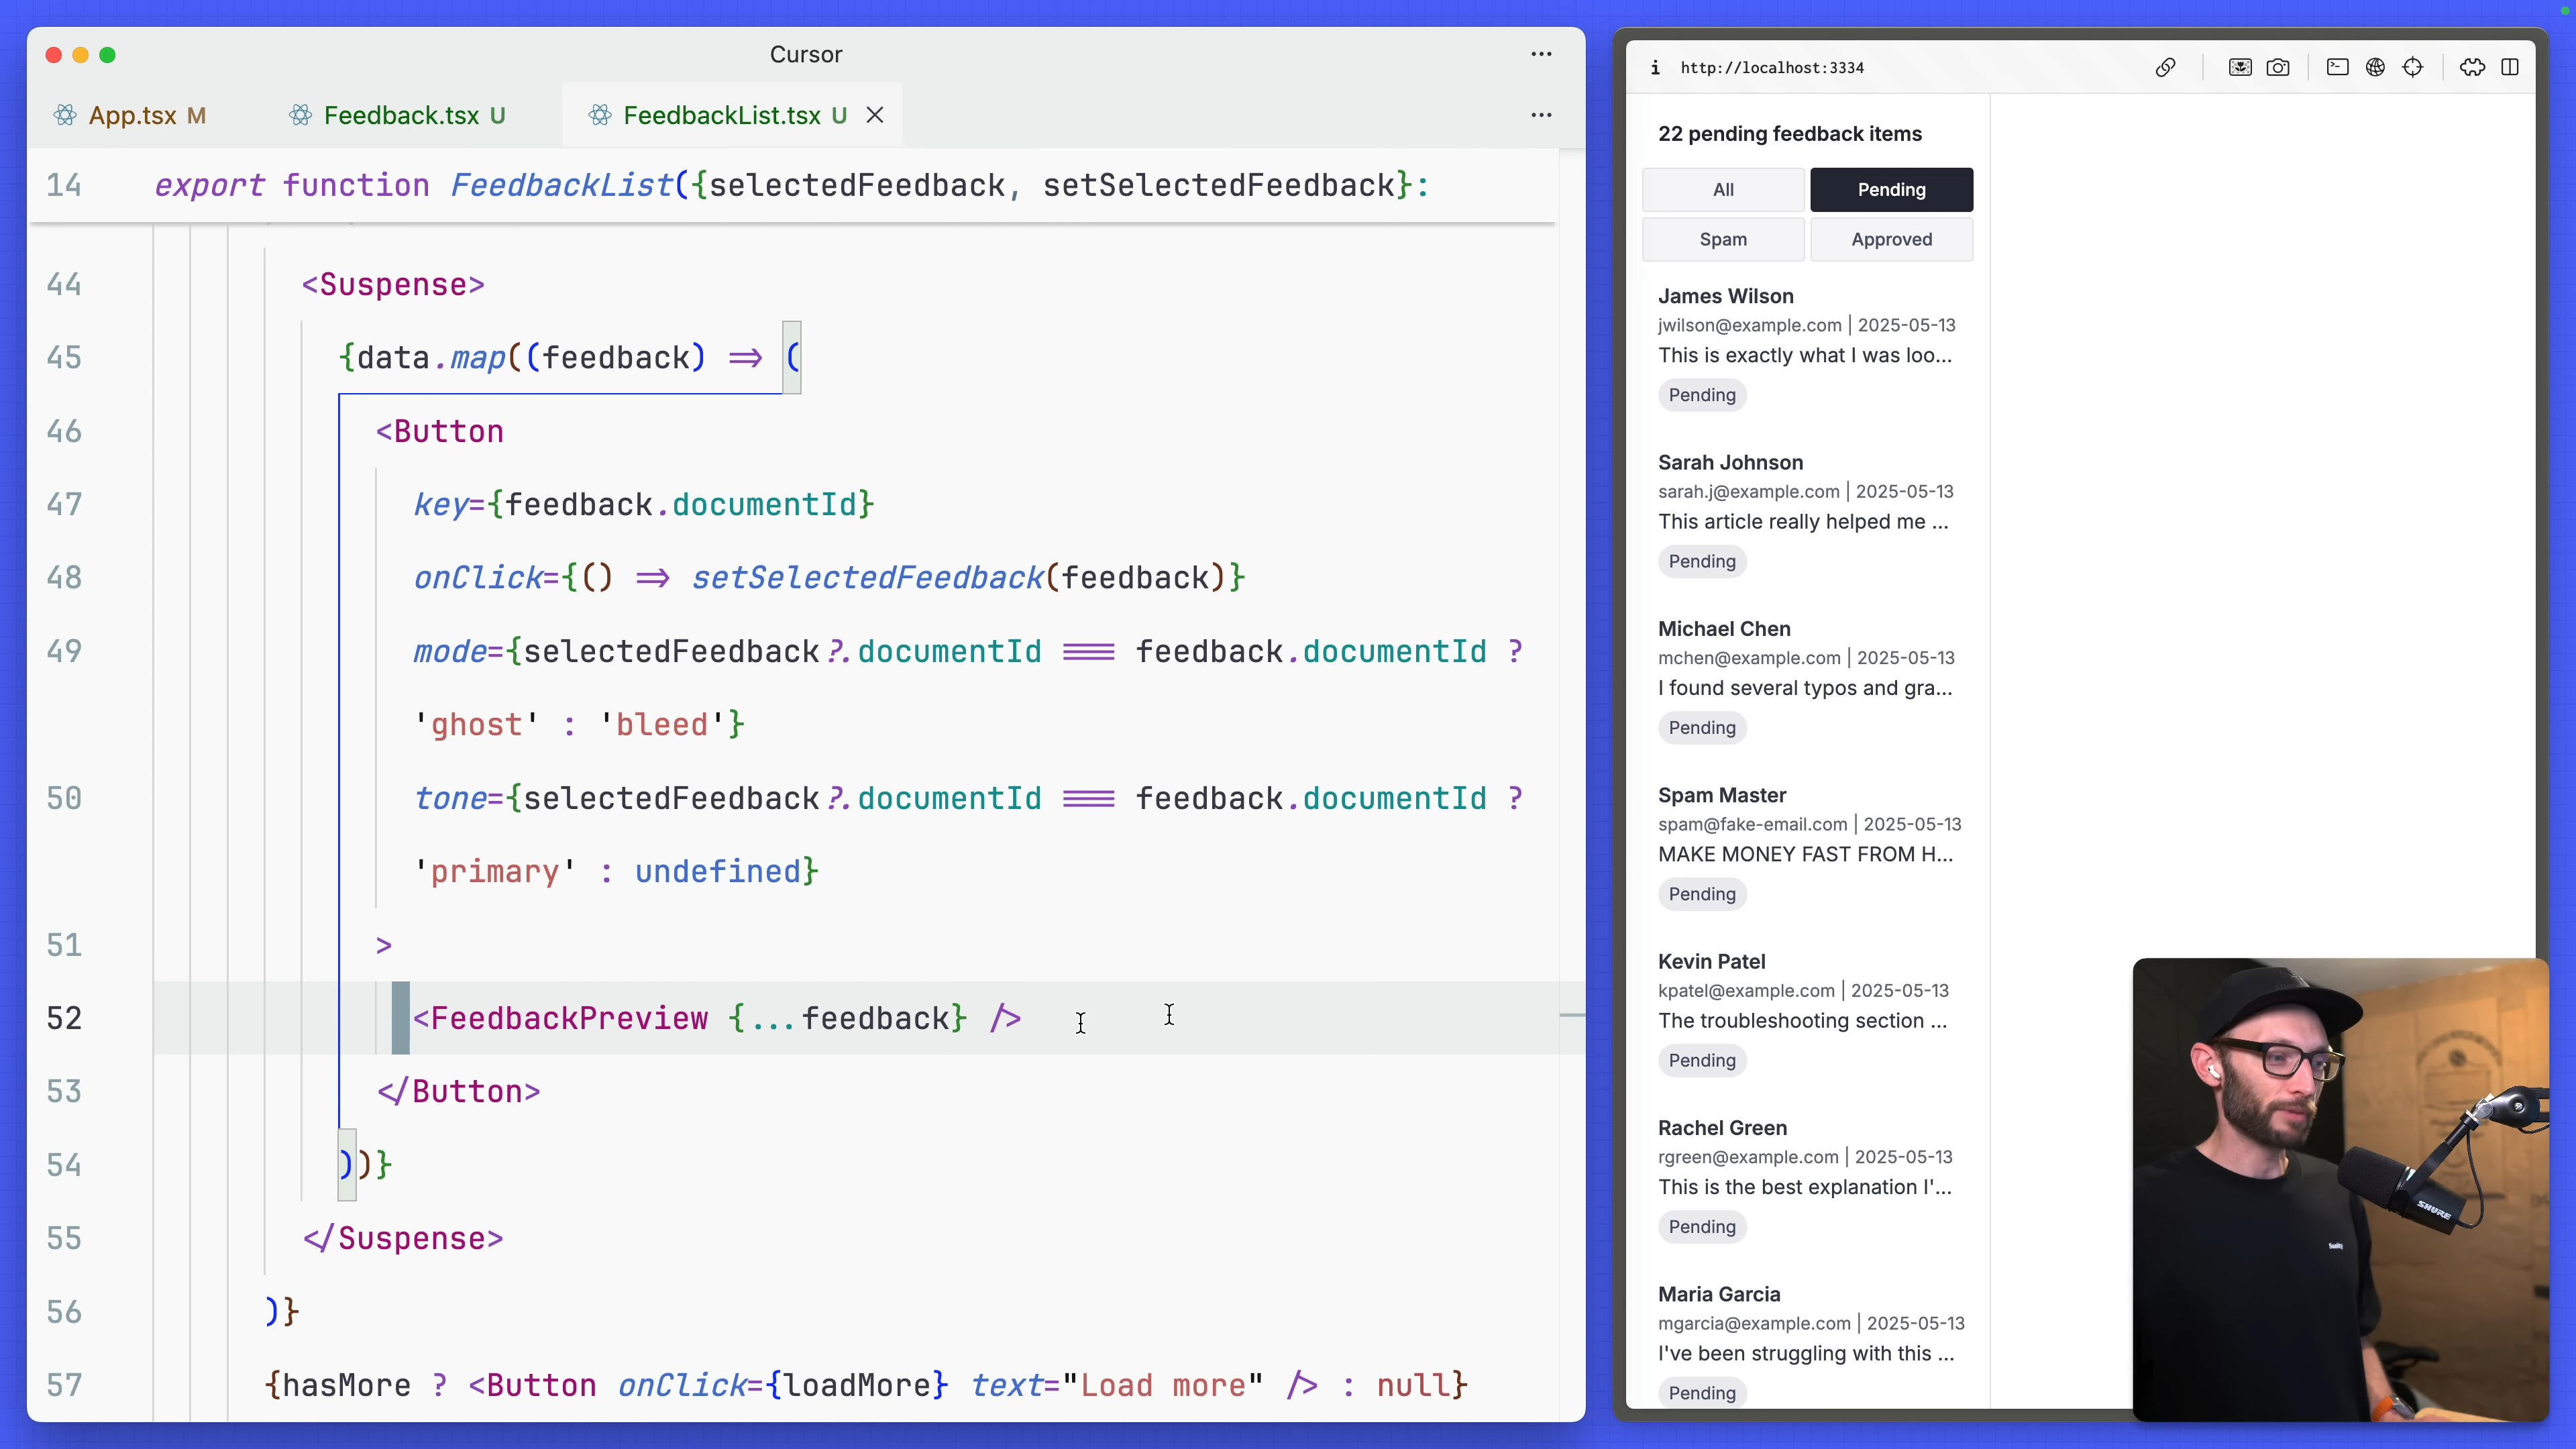 Cursor
App.tsx M
Feedback.tsx U
FeedbackList.tsx U
14 export function FeedbackList({selectedFeedback, setSelectedFeedback}:
44 <Suspense>
45 {data.map((feedback) => (
46 <Button
47 key={feedback.documentId}
48 onClick={() => setSelectedFeedback(feedback)}
49 mode={selectedFeedback?.documentId === feedback.documentId ?
'ghost' : 'bleed'}
50 tone={selectedFeedback?.documentId === feedback.documentId ?
'primary' : undefined}
51 >
52 <FeedbackPreview {...feedback} />
53 </Button>
54 ))}
55 </Suspense>
56 )}
57 {hasMore ? <Button onClick={loadMore} text="Load more" /> : null}
http://localhost:3334
22 pending feedback items
All
Pending
Spam
Approved
James Wilson
jwilson@example.com | 2025-05-13
This is exactly what I was loo...
Pending
Sarah Johnson
sarah.j@example.com | 2025-05-13
This article really helped me ...
Pending
Michael Chen
mchen@example.com | 2025-05-13
I found several typos and gra...
Pending
Spam Master
spam@fake-email.com | 2025-05-13
MAKE MONEY FAST FROM H...
Pending
Kevin Patel
kpatel@example.com | 2025-05-13
The troubleshooting section ...
Pending
Rachel Green
rgreen@example.com | 2025-05-13
This is the best explanation I'...
Pending
Maria Garcia
mgarcia@example.com | 2025-05-13
I've been struggling with this ...
Pending
SHURE